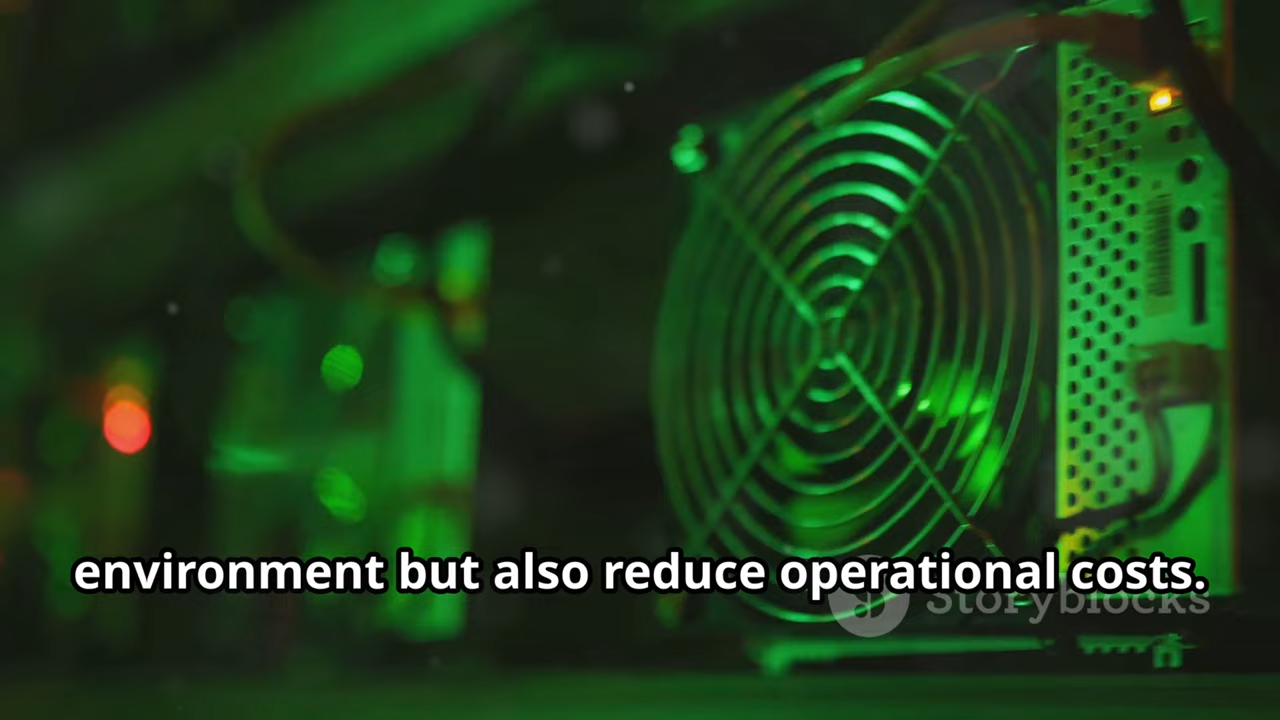 environment but also reduce operational costs.
Storyblocks